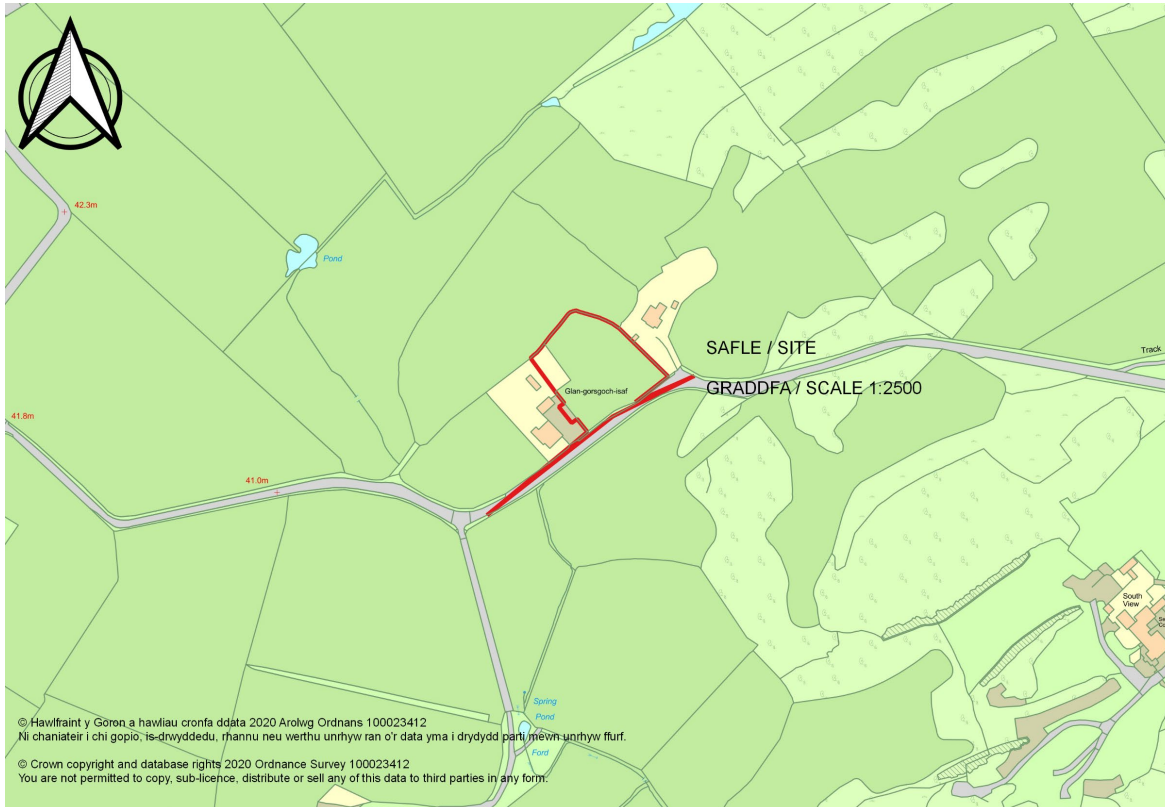 42.3m
Pond
SAFLE / SITE
Track
GRADDFA / SCALE 1:2500
Glan-gorsgoch-isaf
41.8m
41.0m
South
View
Spring
Pond
Ford
© Hawlfraint y Goron a hawliau cronfa ddata 2020 Arolwg Ordnans 100023412
Ni chaniateir i chi gopio, is-drwyddedu, rhannu neu werthu unrhyw ran o'r data yma i drydydd parti mewn unrhyw ffurf.
© Crown copyright and database rights 2020 Ordnance Survey 100023412
You are not permitted to copy, sub-licence, distribute or sell any of this data to third parties in any form.